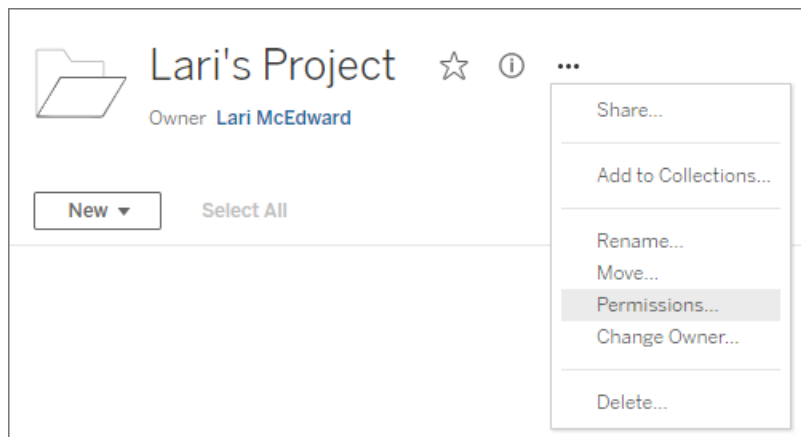 Lari's Project
Owner Lari McEdward
New
Select All
Share...
Add to Collections...
Rename...
Move...
Permissions...
Change Owner...
Delete...